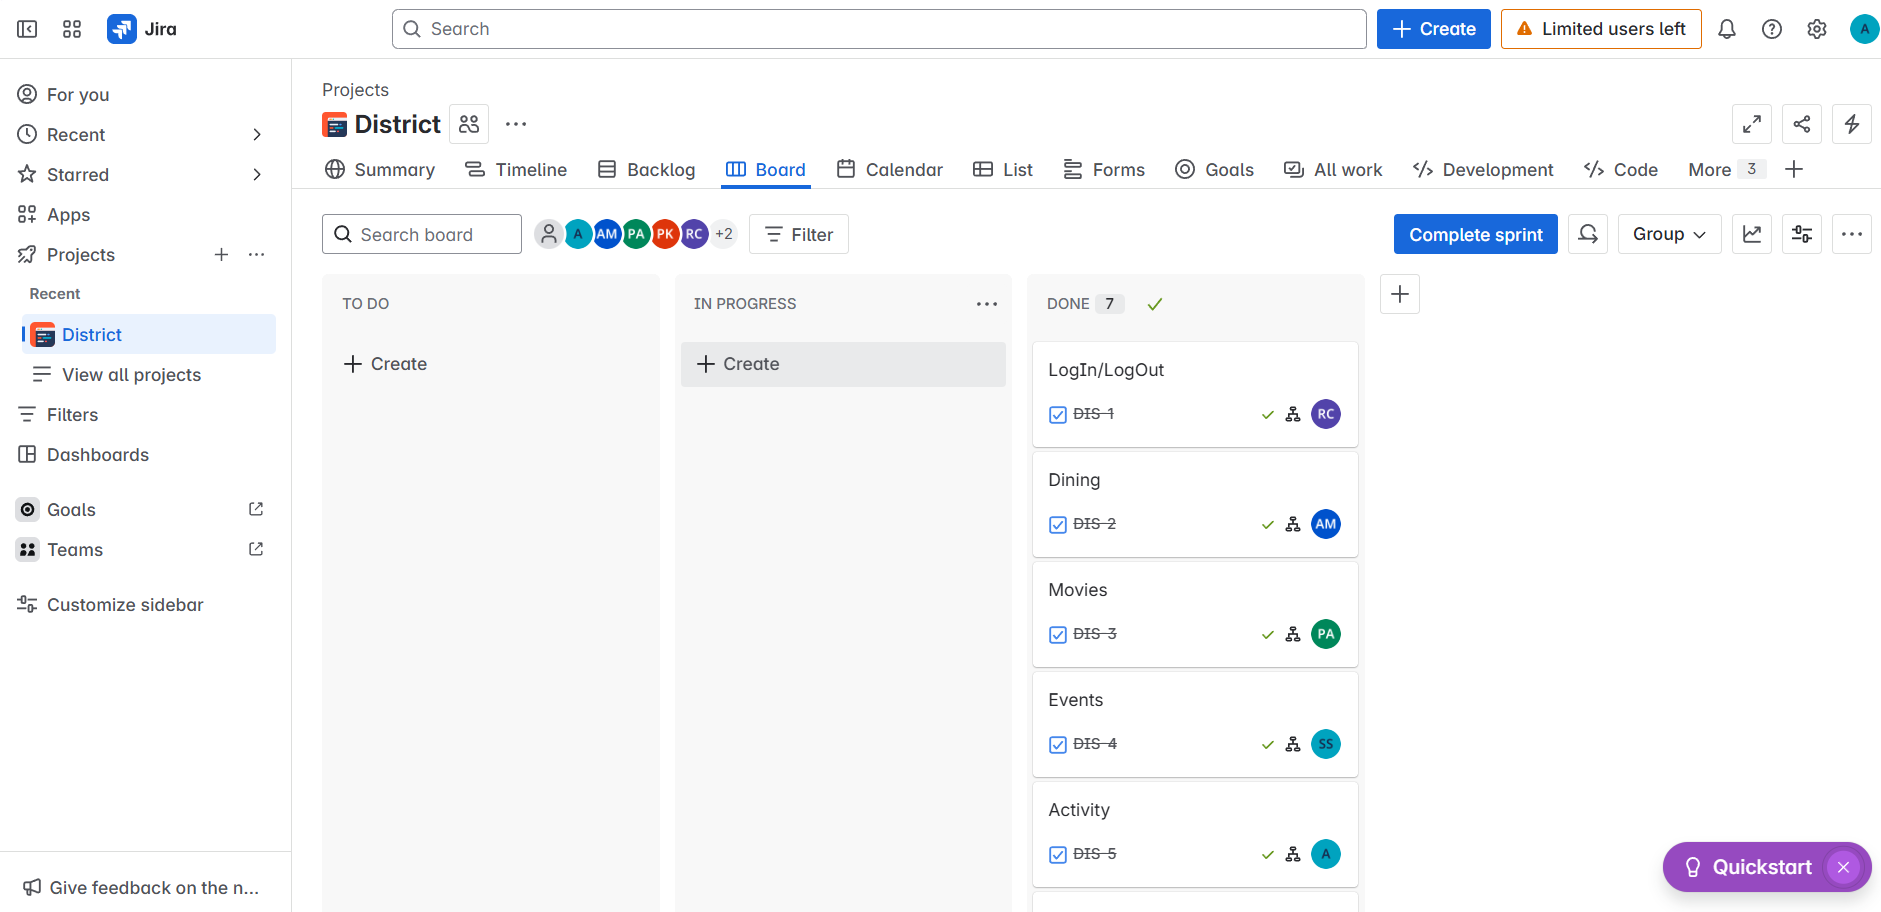 Jira
Search
Create
Limited users left
A
For you
Recent
Starred
Apps
Projects
Recent
District
View all projects
Filters
Dashboards
Goals
Teams
Customize sidebar
Give feedback on the n...
Projects
District
Summary
Timeline
Backlog
Board
Calendar
List
Forms
Goals
All work
Development
Code
More 3
Search board
A AM PA PK RC +2
Filter
Complete sprint
Group
TO DO
Create
IN PROGRESS
Create
DONE 7
LogIn/LogOut
DIS-1
RC
Dining
DIS-2
AM
Movies
DIS-3
PA
Events
DIS-4
SS
Activity
DIS-5
A
Quickstart